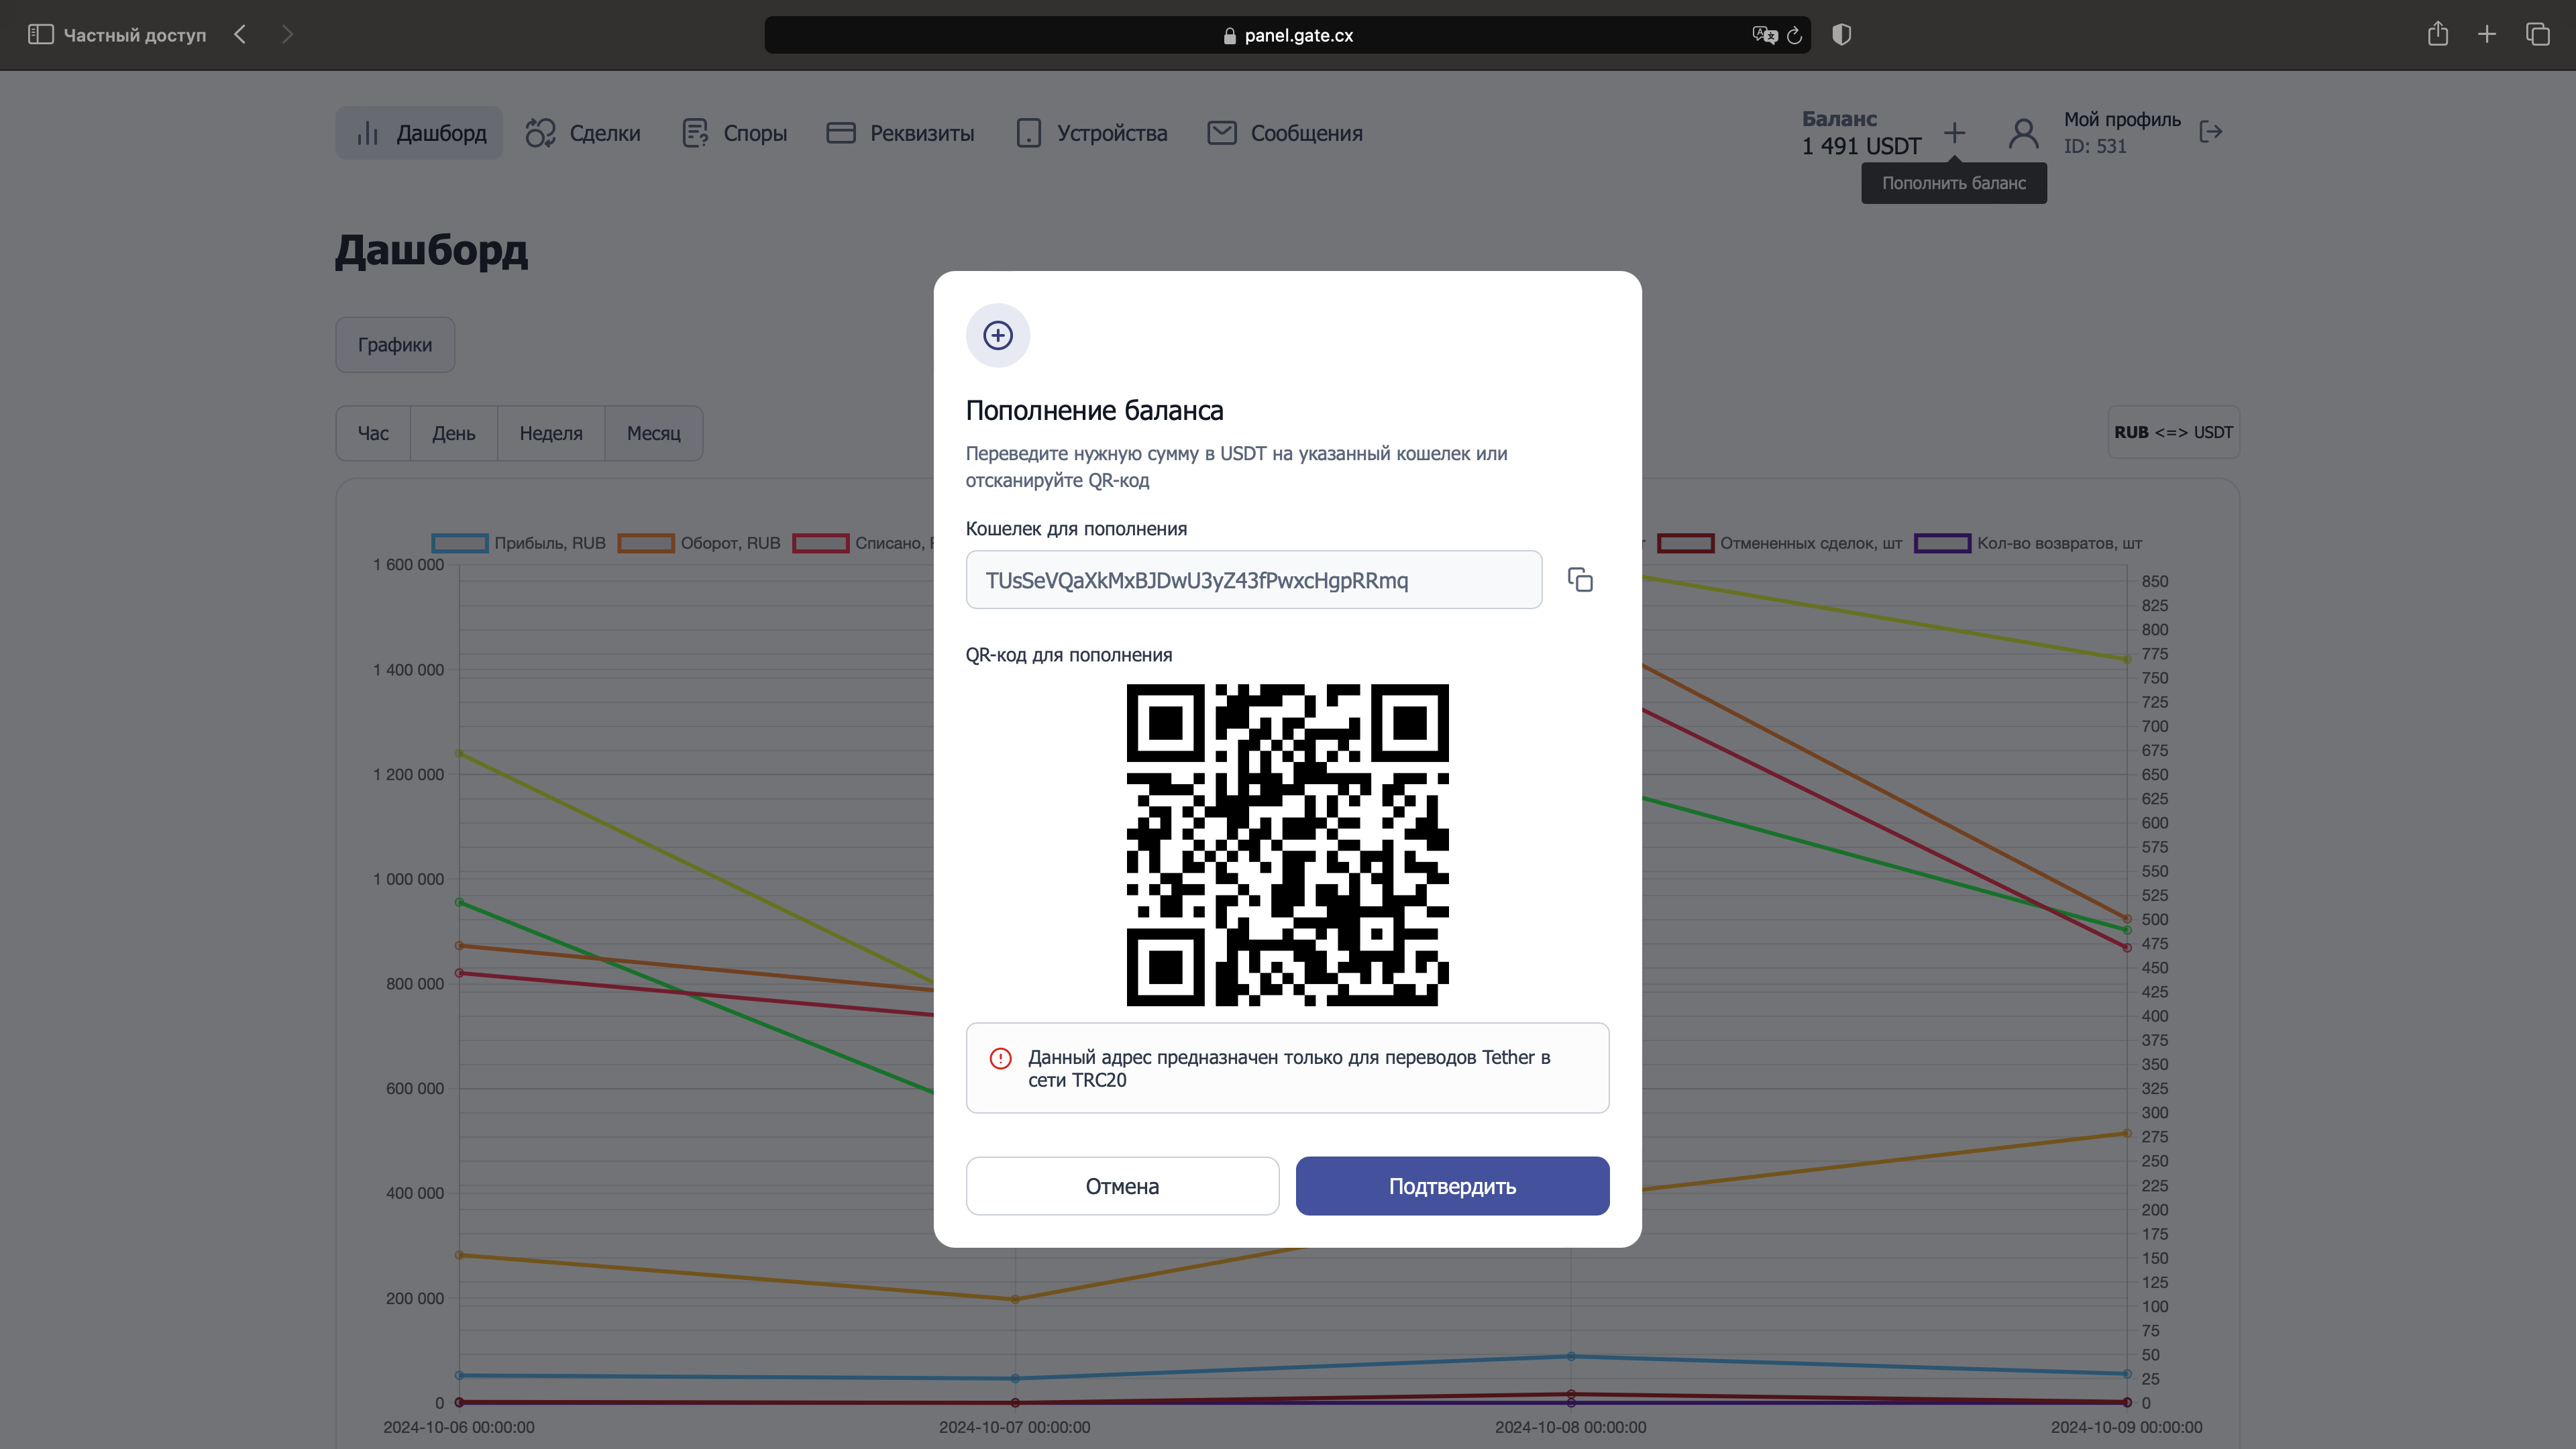 Частный доступ
panel.gate.cx
Дашборд
Сделки
Споры
Реквизиты
Устройства
Сообщения
Баланс
1 491 USDT
Мой профиль
ID: 531
Пополнить баланс
Дашборд
Графики
Час
День
Неделя
Месяц
RUB <=> USDT
Прибыль, RUB
Оборот, RUB
Списано,
Отмененных сделок, шт
Кол-во возвратов, шт
1 600 000
1 400 000
1 200 000
1 000 000
800 000
600 000
400 000
200 000
0
Пополнение баланса
Переведите нужную сумму в USDT на указанный кошелек или
отсканируйте QR-код
Кошелек для пополнения
TUsSeVQaXkMxBJDwU3yZ43fPwxcHgpRRmq
QR-код для пополнения
Данный адрес предназначен только для переводов Tether в
сети TRC20
Отмена
Подтвердить
850
825
800
775
750
725
700
675
650
625
600
575
550
525
500
475
450
425
400
375
350
325
300
275
250
225
200
175
150
125
100
75
50
25
0
2024-10-06 00:00:00
2024-10-07 00:00:00
2024-10-08 00:00:00
2024-10-09 00:00:00